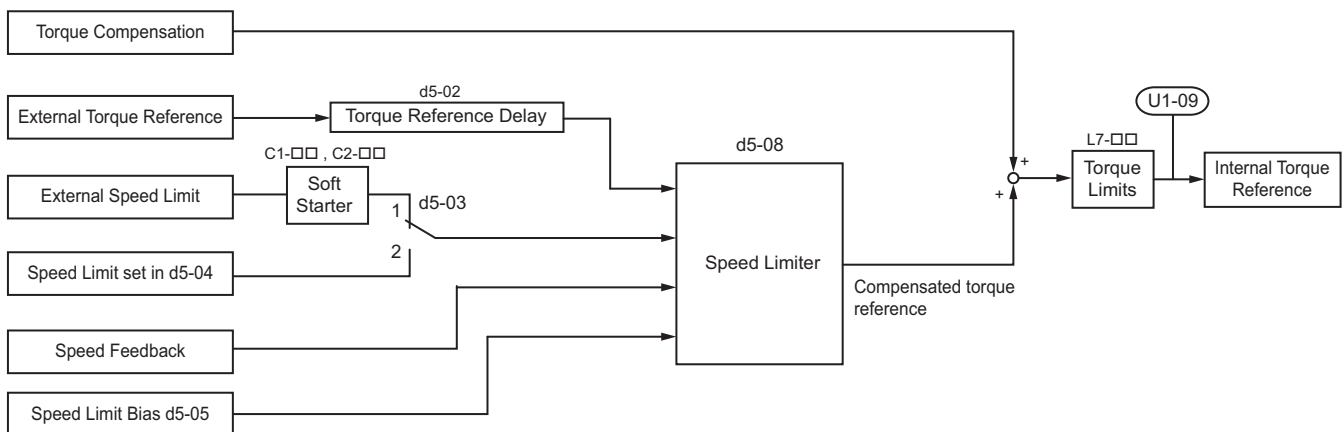 Torque Compensation
External Torque Reference
d5-02
Torque Reference Delay
C1-□□ , C2-□□
External Speed Limit
Soft
Starter
1
d5-03
2
Speed Limit set in d5-04
Speed Feedback
Speed Limit Bias d5-05
d5-08
Speed Limiter
Compensated torque
reference
+
+
L7-□□
Torque
Limits
U1-09
Internal Torque
Reference